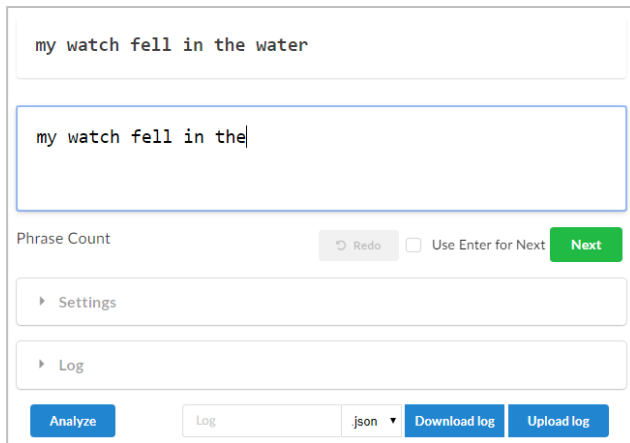 my watch fell in the water
my watch fell in the
Phrase Count
Redo
Use Enter for Next
Next
Settings
Log
Analyze
Log
.json
Download log
Upload log